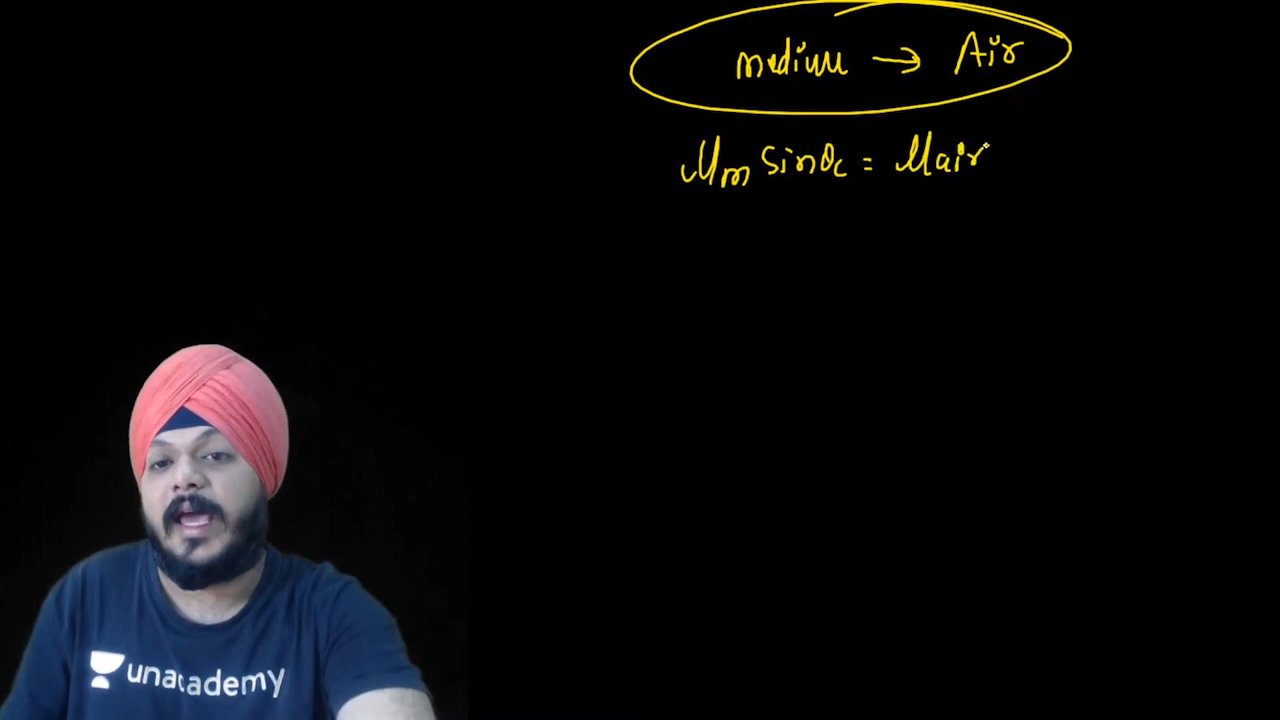 medium → Air
μm sinθc = μair
unacademy